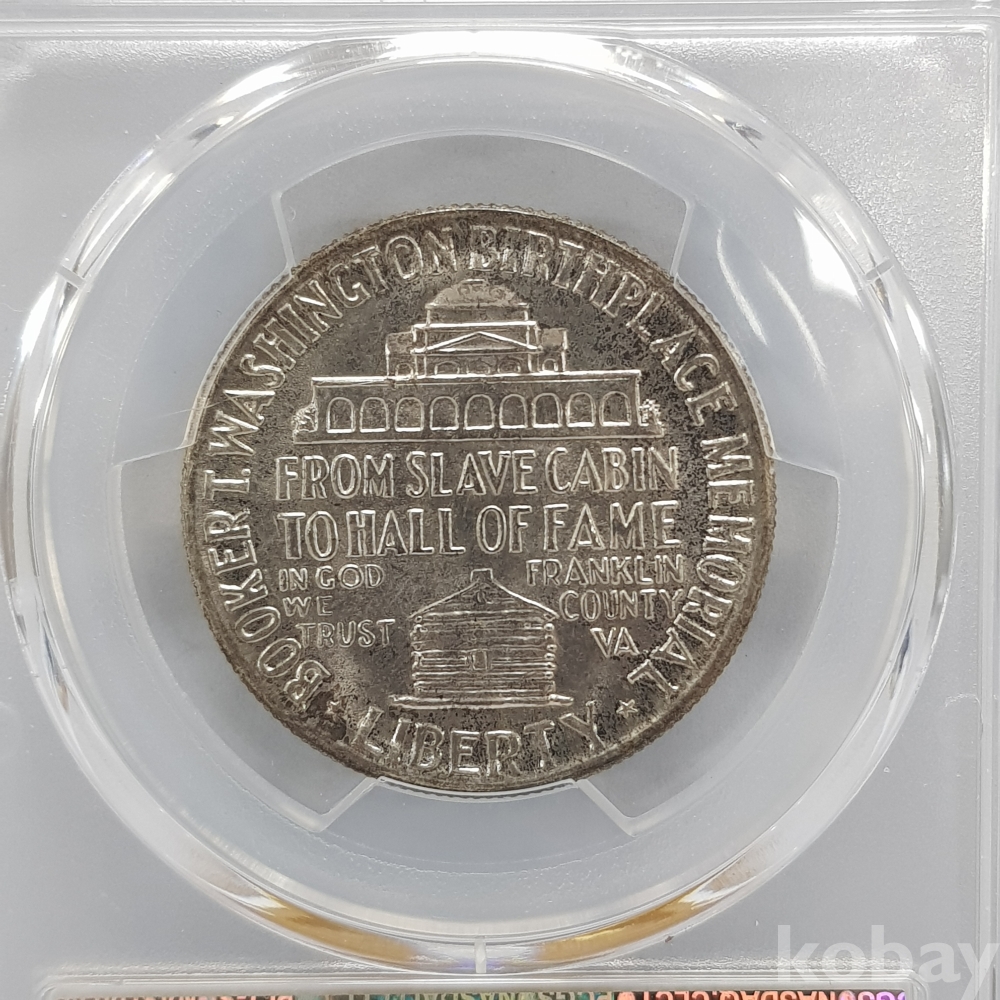 BOOKER T. WASHINGTON BIRTHPLACE MEMORIAL
FROM SLAVE CABIN
TO HALL OF FAME
IN GOD
WE
TRUST
FRANKLIN
COUNTY
VA
LIBERTY
kobay